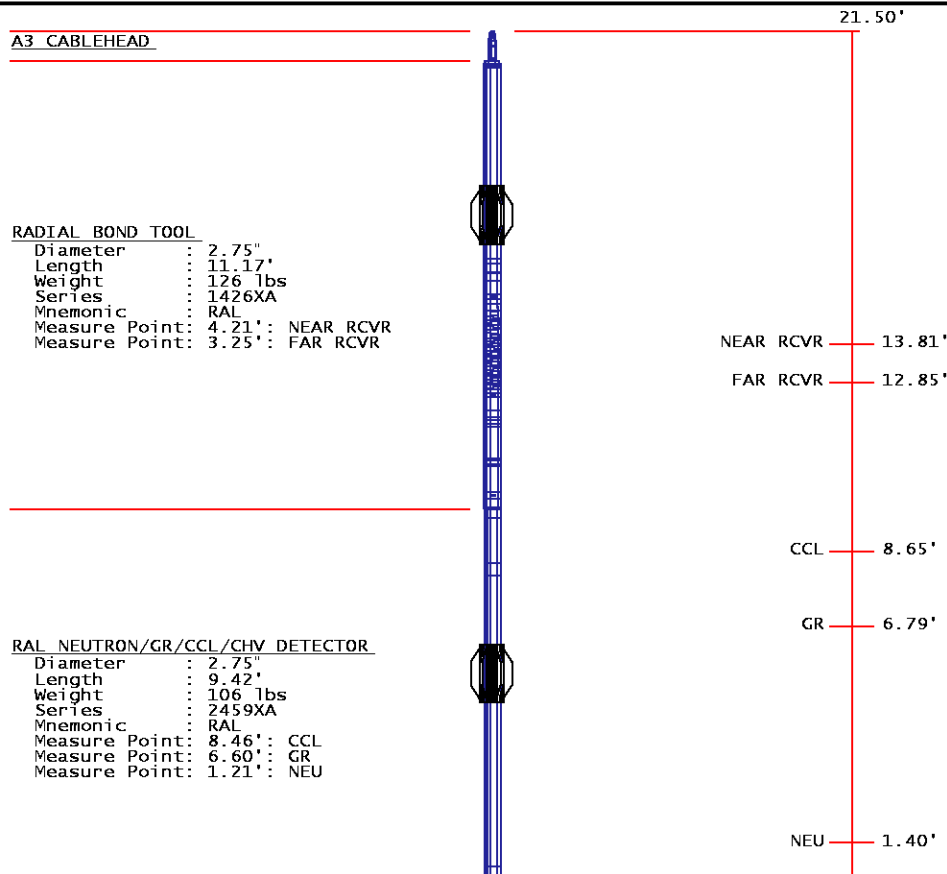 21.50'
A3 CABLEHEAD
RADIAL BOND TOOL
Diameter : 2.75"
Length : 11.17'
Weight : 126 lbs
Series : 1426XA
Mnemonic : RAL
Measure Point: 4.21': NEAR RCVR
Measure Point: 3.25': FAR RCVR
NEAR RCVR 13.81'
FAR RCVR 12.85'
CCL 8.65'
GR 6.79'
RAL NEUTRON/GR/CCL/CHV DETECTOR
Diameter : 2.75"
Length : 9.42'
Weight : 106 lbs
Series : 2459XA
Mnemonic : RAL
Measure Point: 8.46': CCL
Measure Point: 6.60': GR
Measure Point: 1.21': NEU
NEU 1.40'